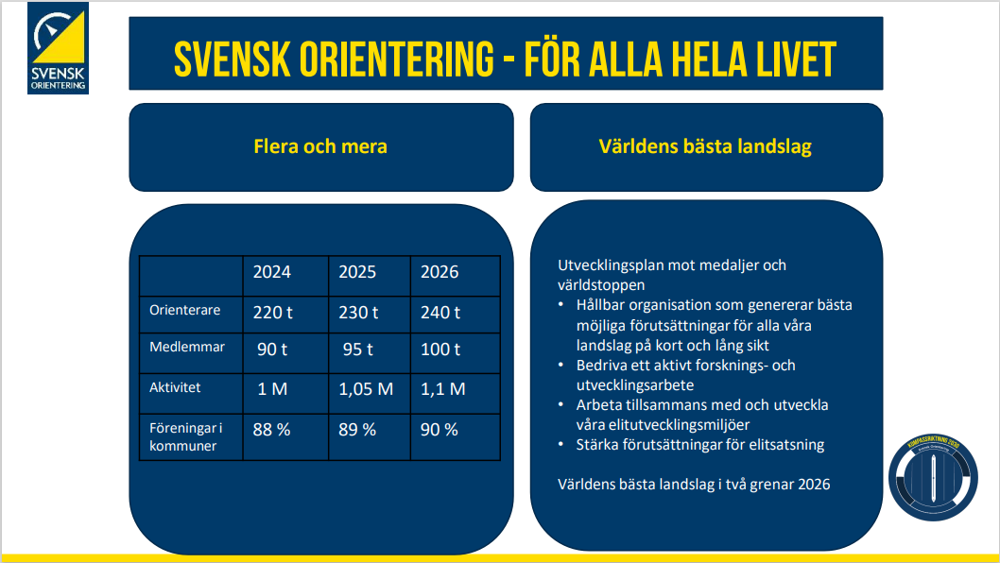 SVENSK
ORIENTERING
SVENSK ORIENTERING - FÖR ALLA HELA LIVET
Flera och mera
Världens bästa landslag
2024 2025 2026
Orienterare 220 t 230 t 240 t
Medlemmar 90 t 95 t 100 t
Aktivitet 1 M 1,05 M 1,1 M
Föreningar i
kommuner 88 % 89 % 90 %
Utvecklingsplan mot medaljer och
världstoppen
• Hållbar organisation som genererar bästa
möjliga förutsättningar för alla våra
landslag på kort och lång sikt
• Bedriva ett aktivt forsknings- och
utvecklingsarbete
• Arbeta tillsammans med och utveckla
våra elitutvecklingsmiljöer
• Stärka förutsättningar för elitsatsning
Världens bästa landslag i två grenar 2026
KOMPASSRIKTNING 2030
Svensk Orientering